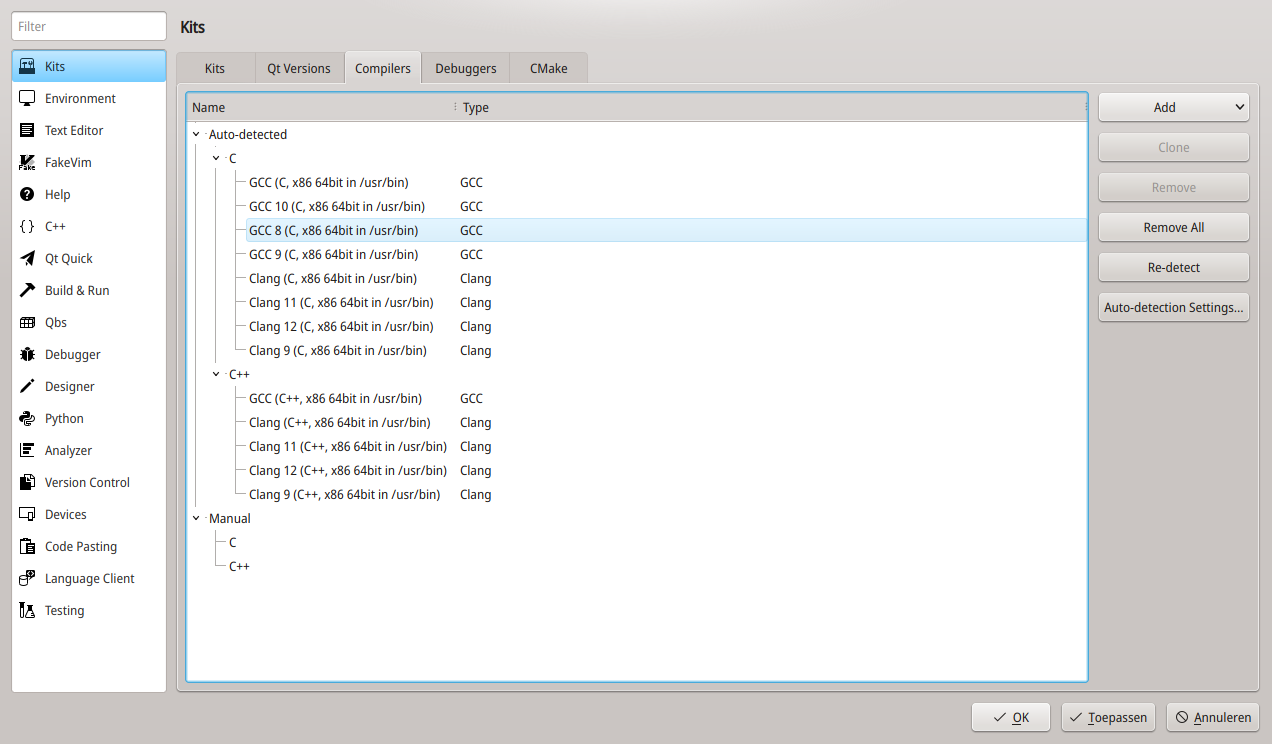 Filter
Kits
Environment
Text Editor
FakeVim
Help
C++
Qt Quick
Build & Run
Qbs
Debugger
Designer
Python
Analyzer
Version Control
Devices
Code Pasting
Language Client
Testing
Kits
Kits Qt Versions Compilers Debuggers CMake
Name Type
Auto-detected
C
GCC (C, x86 64bit in /usr/bin) GCC
GCC 10 (C, x86 64bit in /usr/bin) GCC
GCC 8 (C, x86 64bit in /usr/bin) GCC
GCC 9 (C, x86 64bit in /usr/bin) GCC
Clang (C, x86 64bit in /usr/bin) Clang
Clang 11 (C, x86 64bit in /usr/bin) Clang
Clang 12 (C, x86 64bit in /usr/bin) Clang
Clang 9 (C, x86 64bit in /usr/bin) Clang
C++
GCC (C++, x86 64bit in /usr/bin) GCC
Clang (C++, x86 64bit in /usr/bin) Clang
Clang 11 (C++, x86 64bit in /usr/bin) Clang
Clang 12 (C++, x86 64bit in /usr/bin) Clang
Clang 9 (C++, x86 64bit in /usr/bin) Clang
Manual
C
C++
Add
Clone
Remove
Remove All
Re-detect
Auto-detection Settings...
OK Toepassen Annuleren